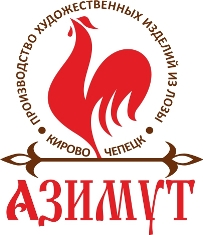 ПРОИЗВОДСТВО ХУДОЖЕСТВЕННЫХ ИЗДЕЛИЙ ИЗ ЛОЗЫ
• КИРОВО ЧЕПЕЦК •
АЗИМУТ